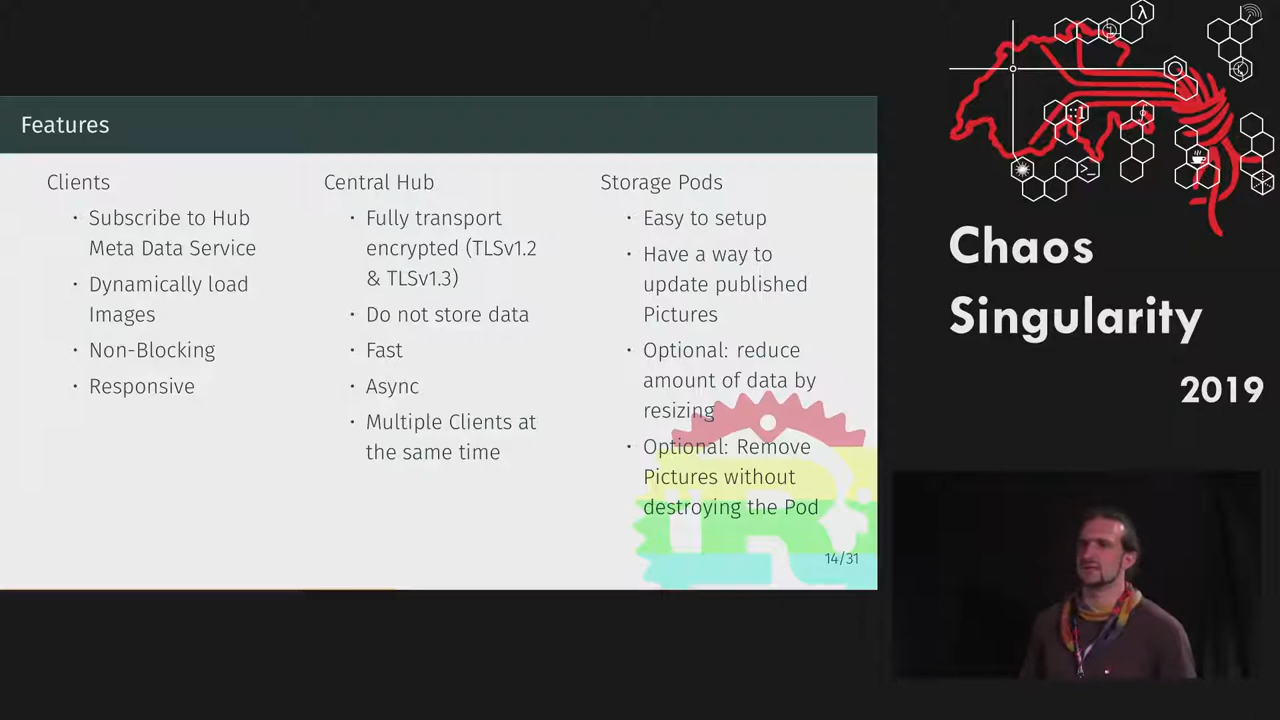 Features
Clients
• Subscribe to Hub
Meta Data Service
• Dynamically load
Images
• Non-Blocking
• Responsive
Central Hub
• Fully transport
encrypted (TLSv1.2
& TLSv1.3)
• Do not store data
• Fast
• Async
• Multiple Clients at
the same time
Storage Pods
• Easy to setup
• Have a way to
update published
Pictures
• Optional: reduce
amount of data by
resizing
• Optional: Remove
Pictures without
destroying the Pod
14/31
Chaos
Singularity
2019